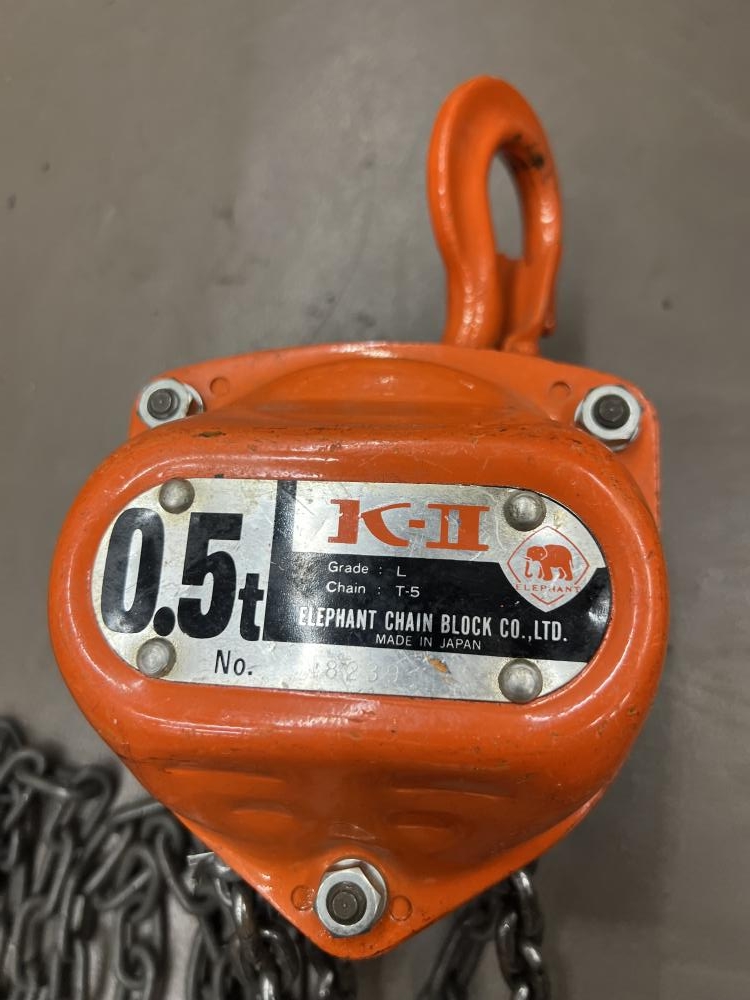 0.5t
K-II
Grade : L
Chain : T-5
ELEPHANT
ELEPHANT CHAIN BLOCK CO.,LTD.
MADE IN JAPAN
No.